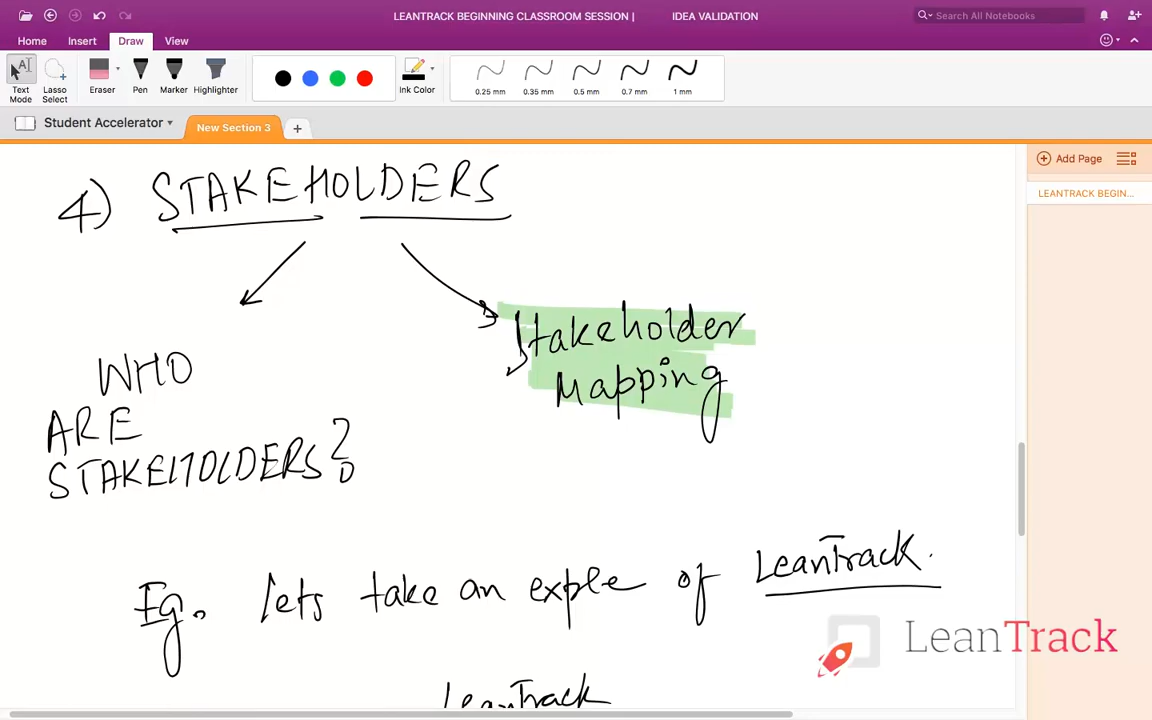 LEANTRACK BEGINNING CLASSROOM SESSION | IDEA VALIDATION
Search All Notebooks
Home Insert Draw View
Text Mode
Lasso Select
Eraser
Pen
Marker
Highlighter
Ink Color
0.25 mm
0.35 mm
0.5 mm
0.7 mm
1 mm
Student Accelerator
New Section 3
+
Add Page
LEANTRACK BEGIN...
4) STAKEHOLDERS
Stakeholder
Mapping
WHO
ARE
STAKEHOLDERS?
Eg. lets take an exple of LeanTrack.
LeanTrack
LeanTrack